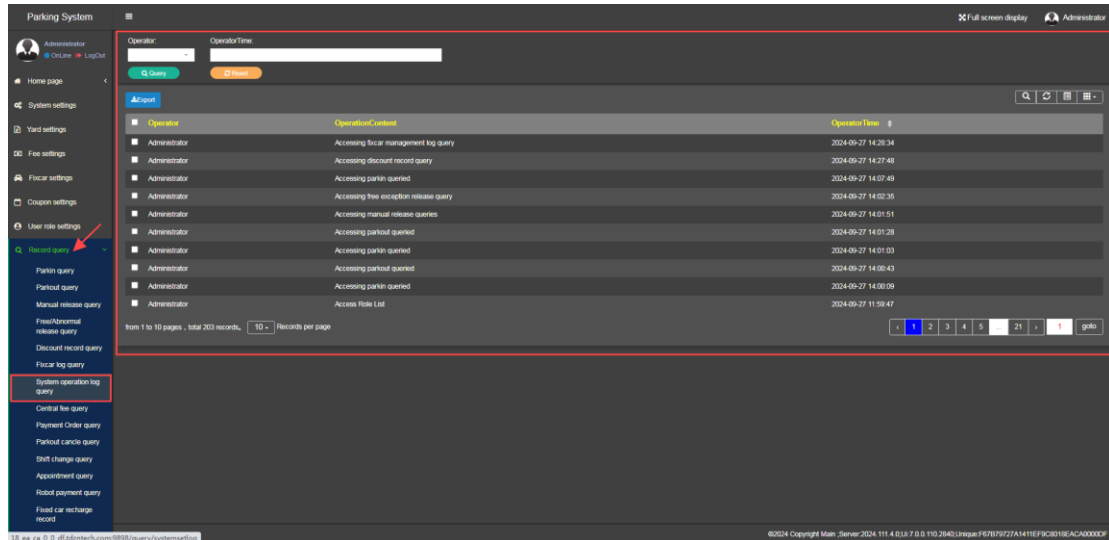 Parking System
Full screen display
Administrator
Administrator
OnLine
LogOut
Home page
System settings
Yard settings
Fee settings
Fixcar settings
Coupon settings
User role settings
Record query
Parkin query
Parkout query
Manual release query
Free/Abnormal
release query
Discount record query
Fixcar log query
System operation log
query
Central fee query
Payment Order query
Parkout cancle query
Shift change query
Appointment query
Robot payment query
Fixed car recharge
record
Operator:
OperatorTime:
Query
Reset
Export
Operator OperationContent OperatorTime
Administrator Accessing fixcar management log query 2024-09-27 14:28:34
Administrator Accessing discount record query 2024-09-27 14:27:48
Administrator Accessing parkin queried 2024-09-27 14:07:49
Administrator Accessing free exception release query 2024-09-27 14:02:35
Administrator Accessing manual release queries 2024-09-27 14:01:51
Administrator Accessing parkout queried 2024-09-27 14:01:28
Administrator Accessing parkin queried 2024-09-27 14:01:03
Administrator Accessing parkout queried 2024-09-27 14:00:43
Administrator Accessing parkin queried 2024-09-27 14:00:09
Administrator Access Role List 2024-09-27 11:59:47
from 1 to 10 pages , total 203 records。 10 Records per page
‹ 1 2 3 4 5 ... 21 › 1 goto
©2024 Copyright Main ;Server:2024.111.4.0;UI:7.0.0.110.2840;Unique:F67B79727A1411EF9C8018EACA0000DF